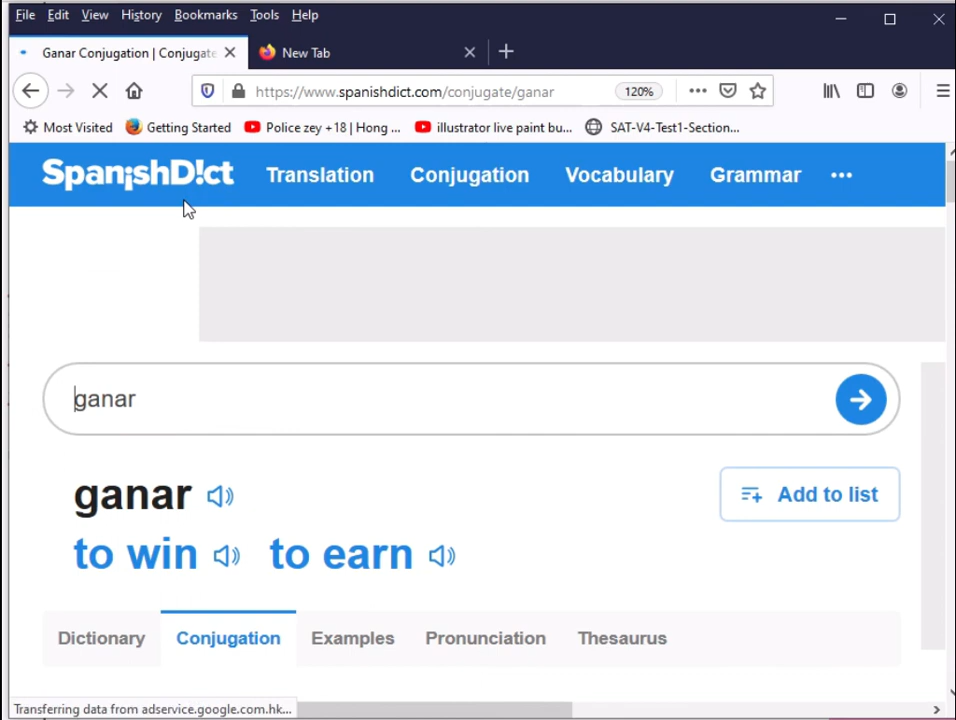 File Edit View History Bookmarks Tools Help
Ganar Conjugation | Conjugate
New Tab
https://www.spanishdict.com/conjugate/ganar 120%
Most Visited Getting Started Police zey +18 | Hong ... illustrator live paint bu... SAT-V4-Test1-Section...
SpanishD!ct Translation Conjugation Vocabulary Grammar
ganar
ganar Add to list
to win to earn
Dictionary Conjugation Examples Pronunciation Thesaurus
Transferring data from adservice.google.com.hk...